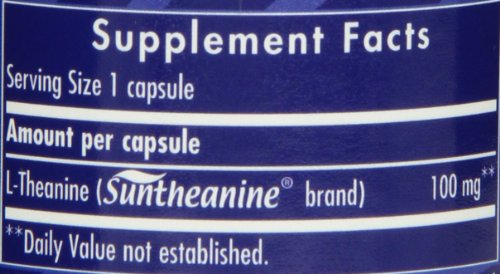 Supplement Facts
Serving Size 1 capsule
Amount per capsule
L-Theanine (Suntheanine® brand) 100 mg**
**Daily Value not established.